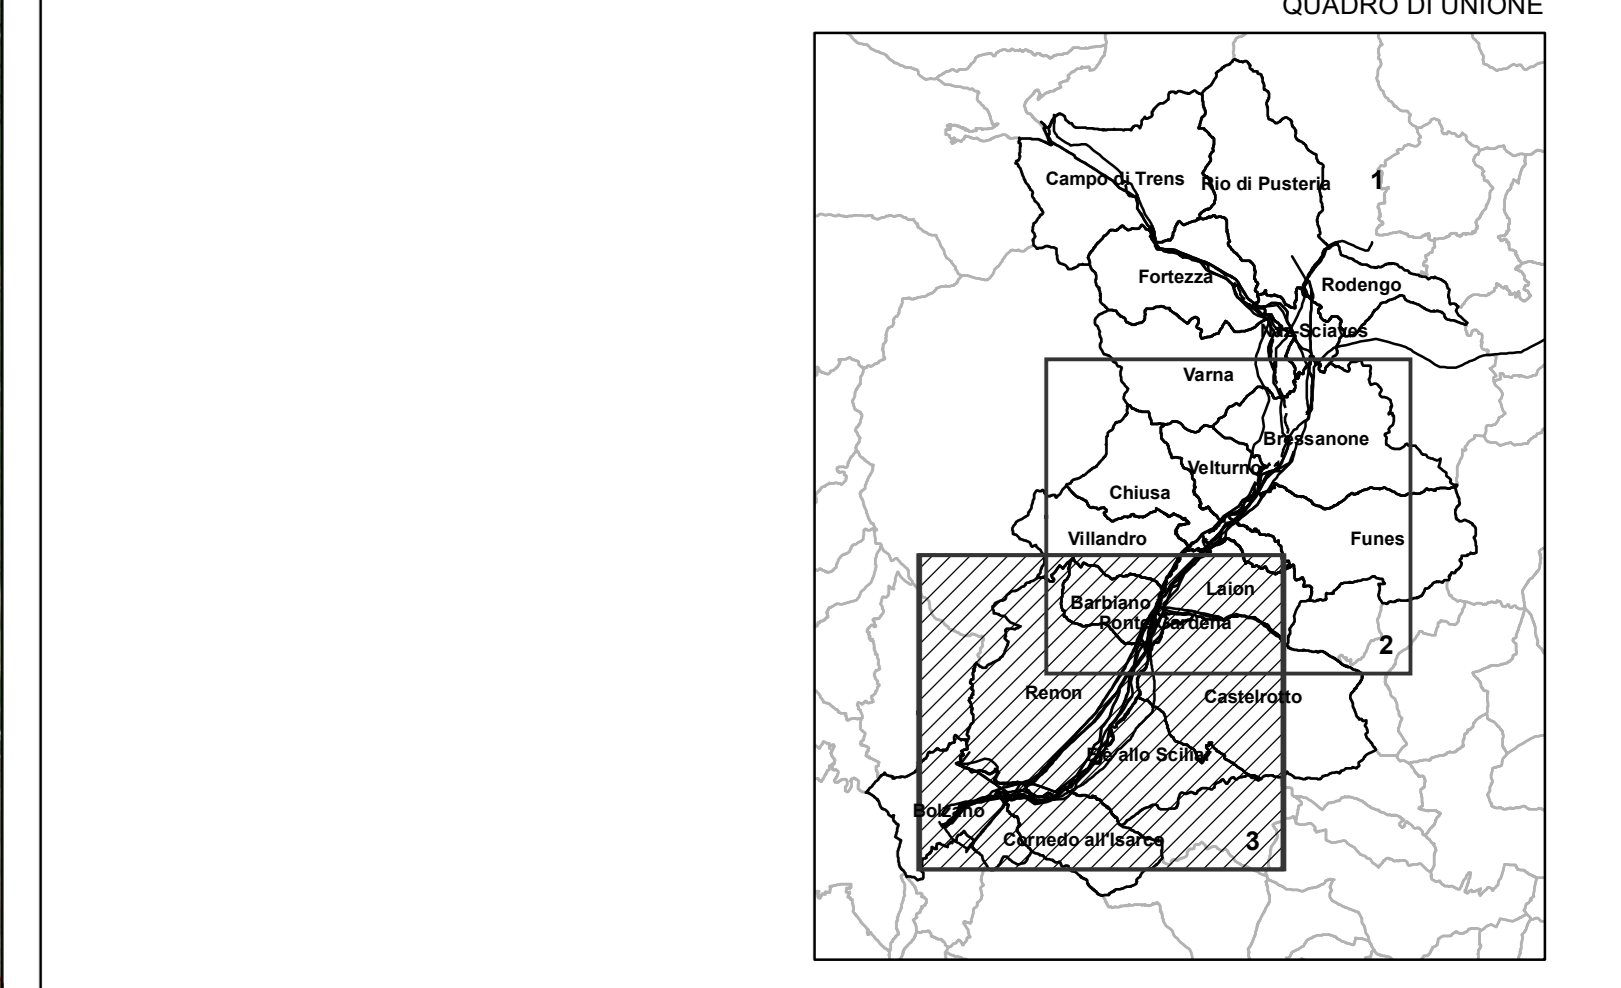 QUADRO DI UNIONE
Campo di Trens
Rio di Pusteria
1
Fortezza
Rodengo
Naz-Sciaves
Varna
Bressanone
Velturno
Chiusa
Villandro
Funes
Laion
Barbiano
Ponte Gardena
2
Renon
Castelrotto
Fiè allo Sciliar
Bolzano
Cornedo all'Isarco
3